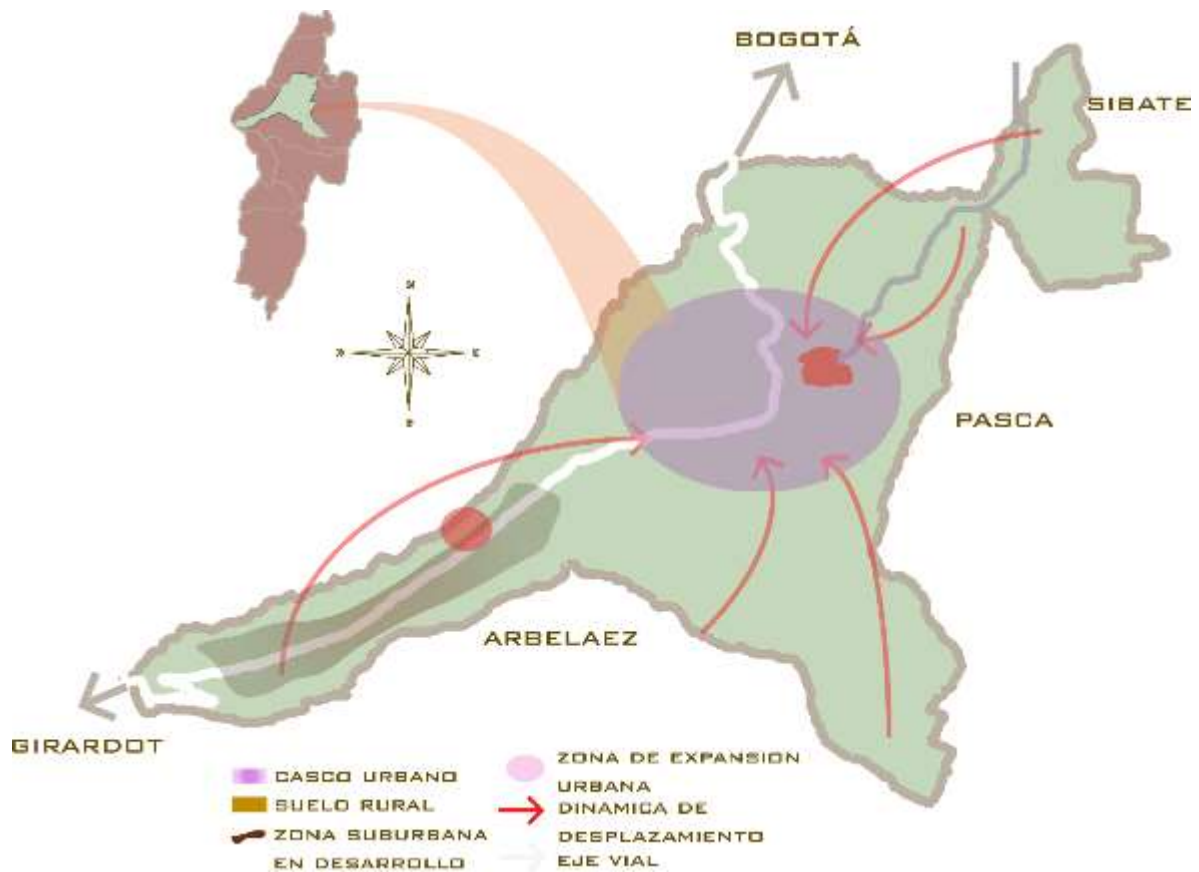 BOGOTÁ
SIBATE
PASCA
ARBELAEZ
GIRARDOT
CASCO URBANO
SUELO RURAL
ZONA SUBURBANA
EN DESARROLLO
ZONA DE EXPANSION
URBANA
DINAMICA DE
DESPLAZAMIENTO
EJE VIAL